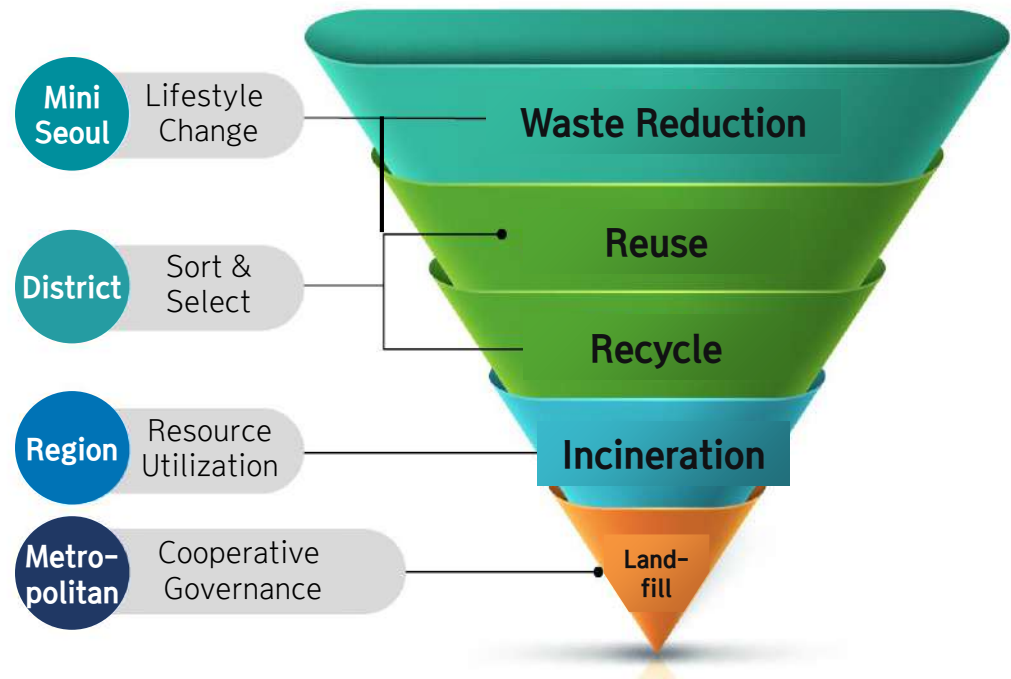 Mini
Seoul
Lifestyle
Change
Waste Reduction
District
Sort &
Select
Reuse
Recycle
Region
Resource
Utilization
Incineration
Metro-
politan
Cooperative
Governance
Land-
fill